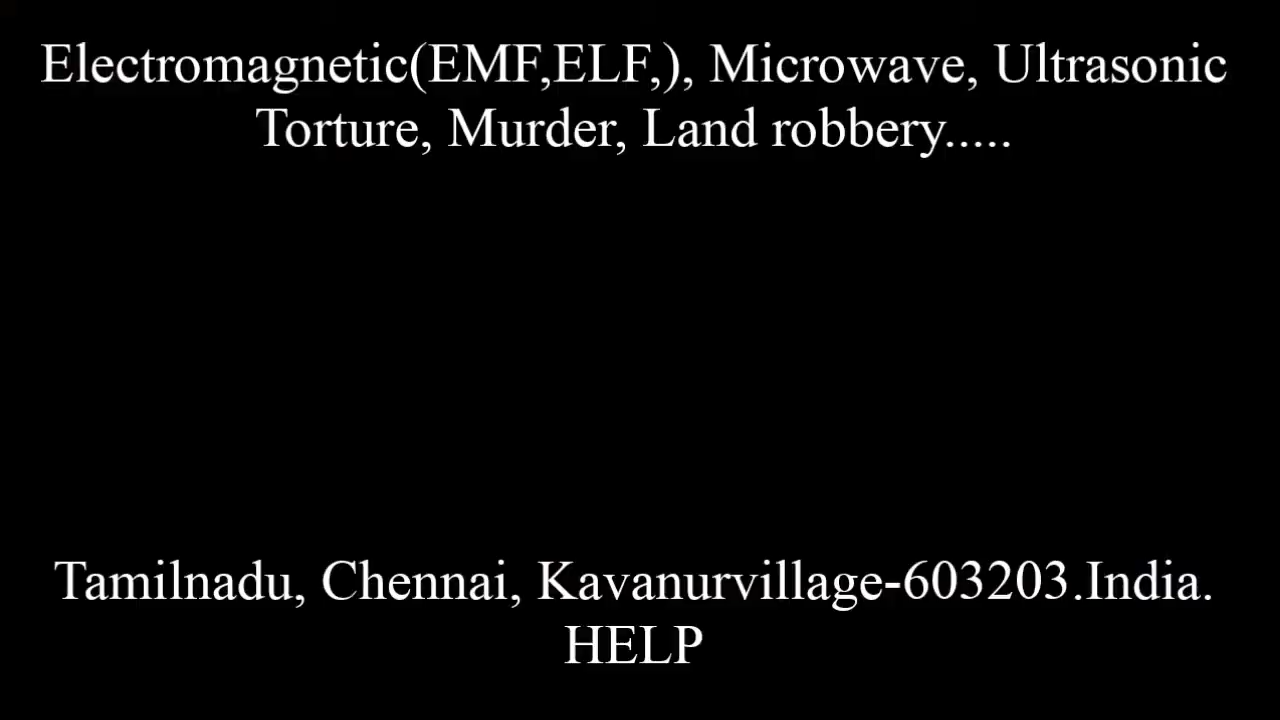 Electromagnetic(EMF,ELF,), Microwave, Ultrasonic
Torture, Murder, Land robbery.....
Tamilnadu, Chennai, Kavanurvillage-603203.India.
HELP